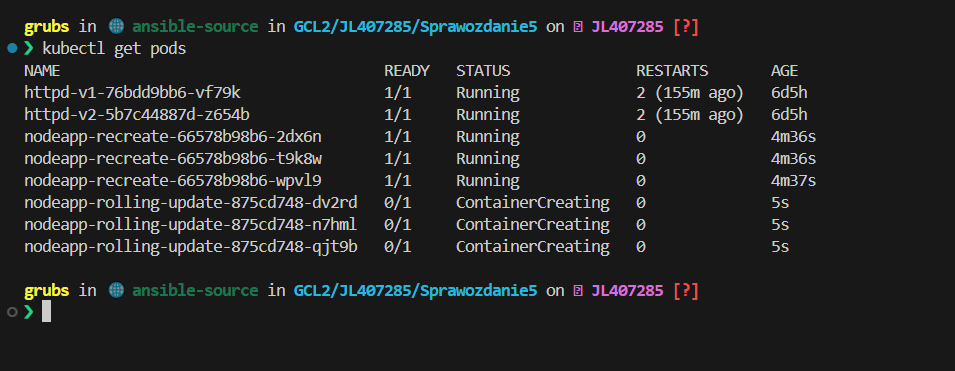 grubs in 🌐 ansible-source in GCL2/JL407285/Sprawozdanie5 on JL407285 [?]
❯ kubectl get pods
NAME READY STATUS RESTARTS AGE
httpd-v1-76bdd9bb6-vf79k 1/1 Running 2 (155m ago) 6d5h
httpd-v2-5b7c44887d-z654b 1/1 Running 2 (155m ago) 6d5h
nodeapp-recreate-66578b98b6-2dx6n 1/1 Running 0 4m36s
nodeapp-recreate-66578b98b6-t9k8w 1/1 Running 0 4m36s
nodeapp-recreate-66578b98b6-wpvl9 1/1 Running 0 4m37s
nodeapp-rolling-update-875cd748-dv2rd 0/1 ContainerCreating 0 5s
nodeapp-rolling-update-875cd748-n7hml 0/1 ContainerCreating 0 5s
nodeapp-rolling-update-875cd748-qjt9b 0/1 ContainerCreating 0 5s
grubs in 🌐 ansible-source in GCL2/JL407285/Sprawozdanie5 on JL407285 [?]
❯